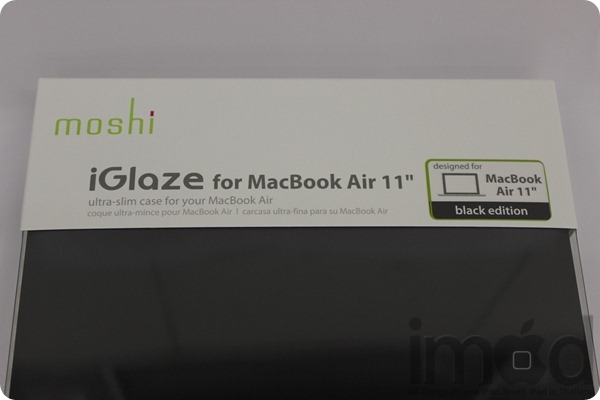 moshi
iGlaze for MacBook Air 11"
ultra-slim case for your MacBook Air
coque ultra-mince pour MacBook Air | carcasa ultra-fina para su MacBook Air
designed for
MacBook
Air 11"
black edition